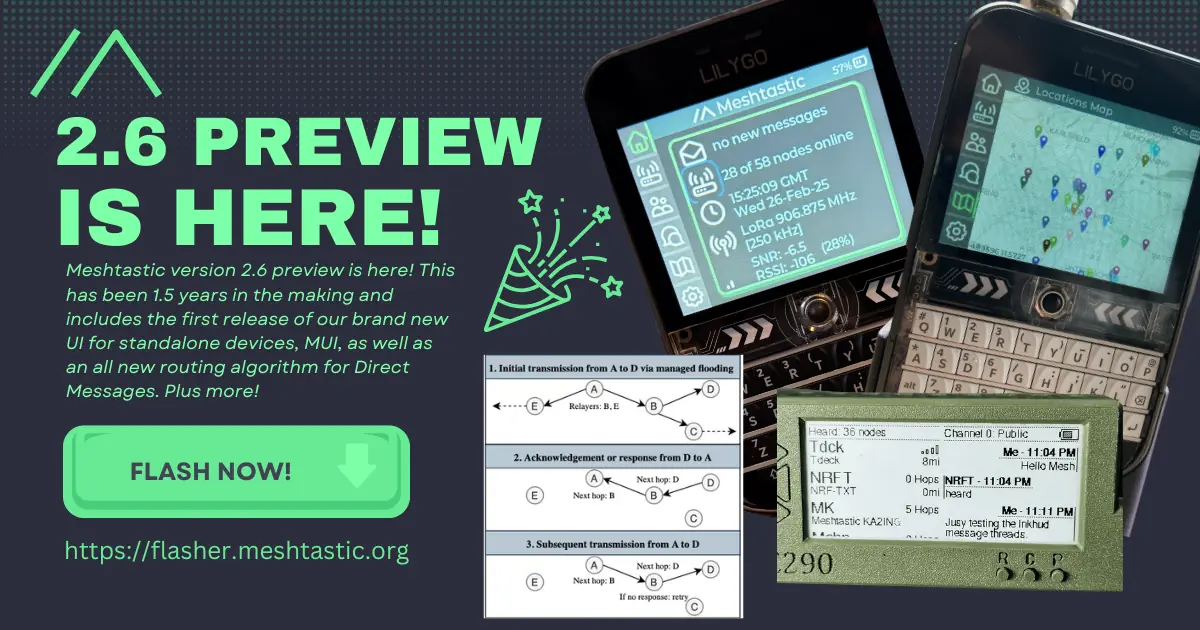 2.6 PREVIEW
IS HERE!
Meshtastic version 2.6 preview is here! This
has been 1.5 years in the making and
includes the first release of our brand new
UI for standalone devices, MUI, as well as
an all new routing algorithm for Direct
Messages. Plus more!
FLASH NOW!
https://flasher.meshtastic.org
LILYGO
57%
Meshtastic
no new messages
28 of 58 nodes online
15:25:09 GMT
Wed 26-Feb-25
LoRa 906.875 MHz
[250 kHz]
SNR: -6.5
RSSI: -106 (28%)
LILYGO
Locations Map
92%
1. Initial transmission from A to D via managed flooding
A
D
E
Relayers: B, E
B
C
2. Acknowledgement or response from D to A
A
Next hop: D
D
E
Next hop: B
B
C
3. Subsequent transmission from A to D
A
Next hop: D
D
E
Next hop: B
B
If no response: retry
C
Heard: 36 nodes
Tdck
Tdeck 8mi
NRFT 0 Hops
NRF-TXT 0mi
MK 5 Hops
Meshtastic KA2ING
Channel 0: Public
Me - 11:04 PM
Hello Mesh
NRFT - 11:04 PM
heard
Me - 11:11 PM
Jusy testing the Inkhud
message threads.
290
R C P